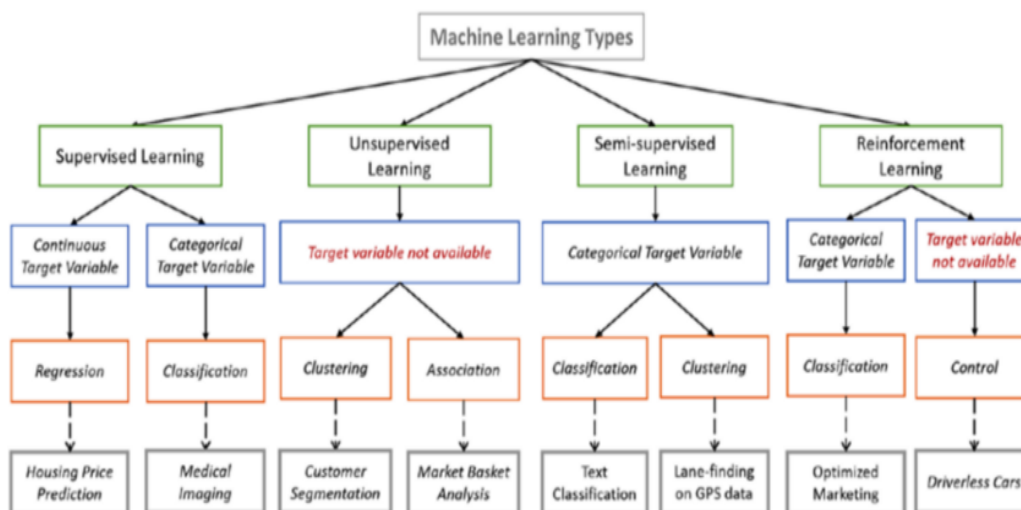 Machine Learning Types
Supervised Learning
Unsupervised
Learning
Semi-supervised
Learning
Reinforcement
Learning
Continuous
Target Variable
Categorical
Target Variable
Target variable not available
Categorical Target Variable
Categorical
Target Variable
Target variable
not available
Regression
Classification
Clustering
Association
Classification
Clustering
Classification
Control
Housing Price
Prediction
Medical
Imaging
Customer
Segmentation
Market Basket
Analysis
Text
Classification
Lane-finding
on GPS data
Optimized
Marketing
Driverless Cars